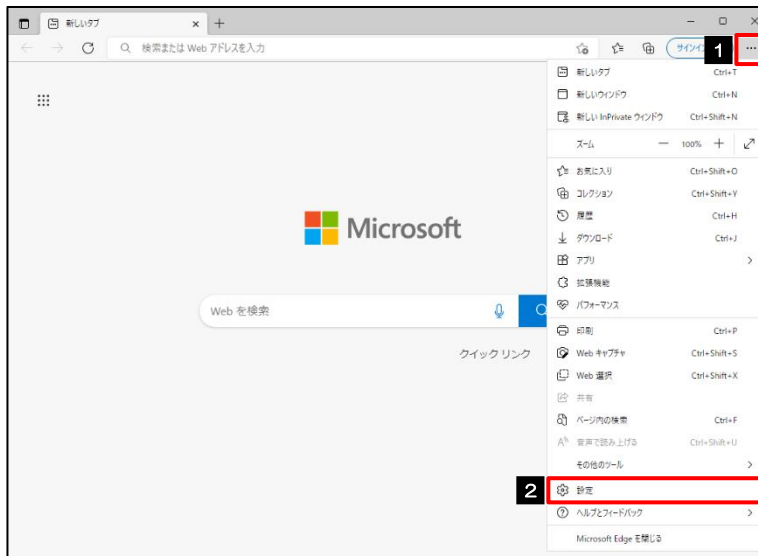 新しいタブ
検索または Web アドレスを入力
1
新しいタブ Ctrl+T
新しいウィンドウ Ctrl+N
新しい InPrivate ウィンドウ Ctrl+Shift+N
ズーム 100%
お気に入り Ctrl+Shift+O
コレクション Ctrl+Shift+Y
履歴 Ctrl+H
ダウンロード Ctrl+J
アプリ
拡張機能
パフォーマンス
Microsoft
Web を検索
クイック リンク
印刷 Ctrl+P
Web キャプチャ Ctrl+Shift+S
Web 選択 Ctrl+Shift+X
共有
ページ内の検索 Ctrl+F
音声で読み上げる Ctrl+Shift+U
その他のツール
2 設定
ヘルプとフィードバック
Microsoft Edge を閉じる